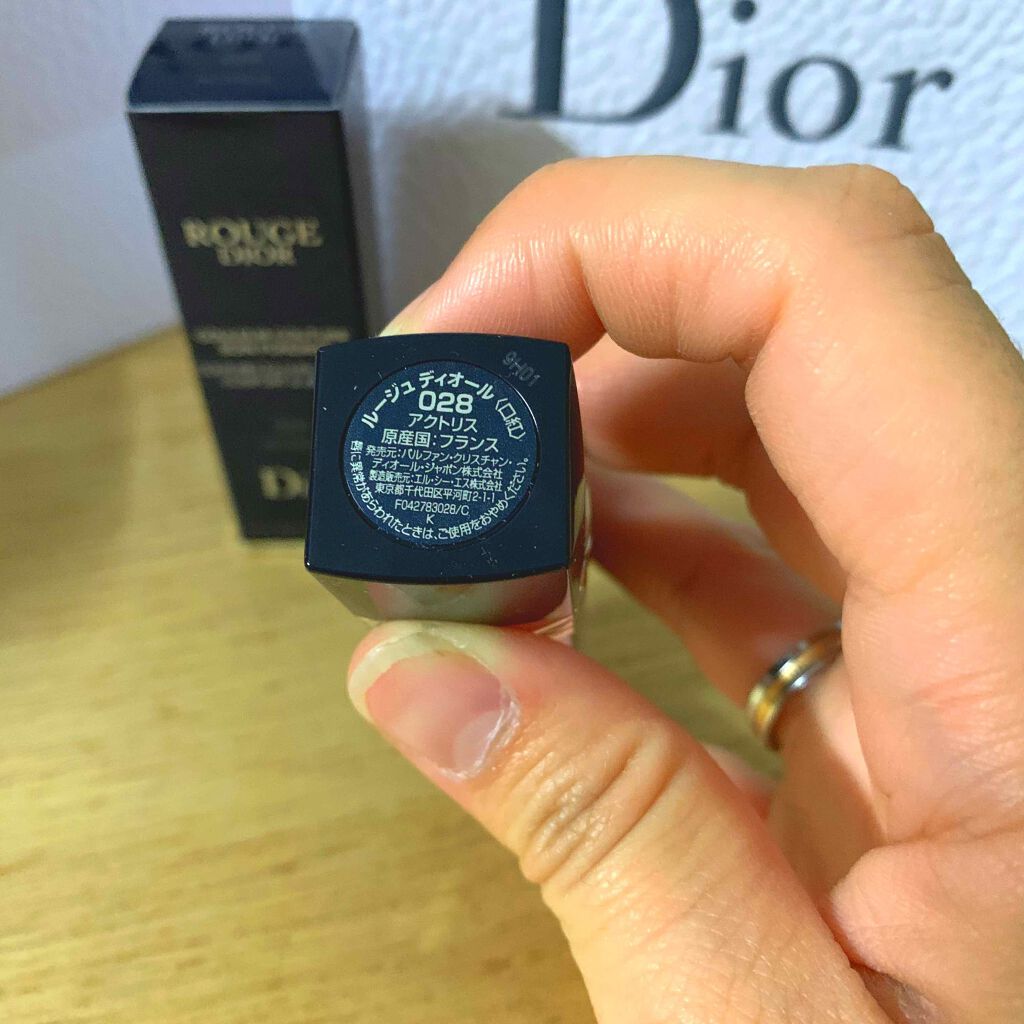 Dior
ROUGE
DIOR
9H01
ルージュ ディオール〈口紅〉
028
アクトリス
原産国:フランス
発売元:パルファン・クリスチャン・
ディオール・ジャポン株式会社
製造販売元:エル・シー・エス株式会社
東京都千代田区平河町2-1-1
F042783028/C
K
唇に異常があらわれたときは、ご使用をおやめください。